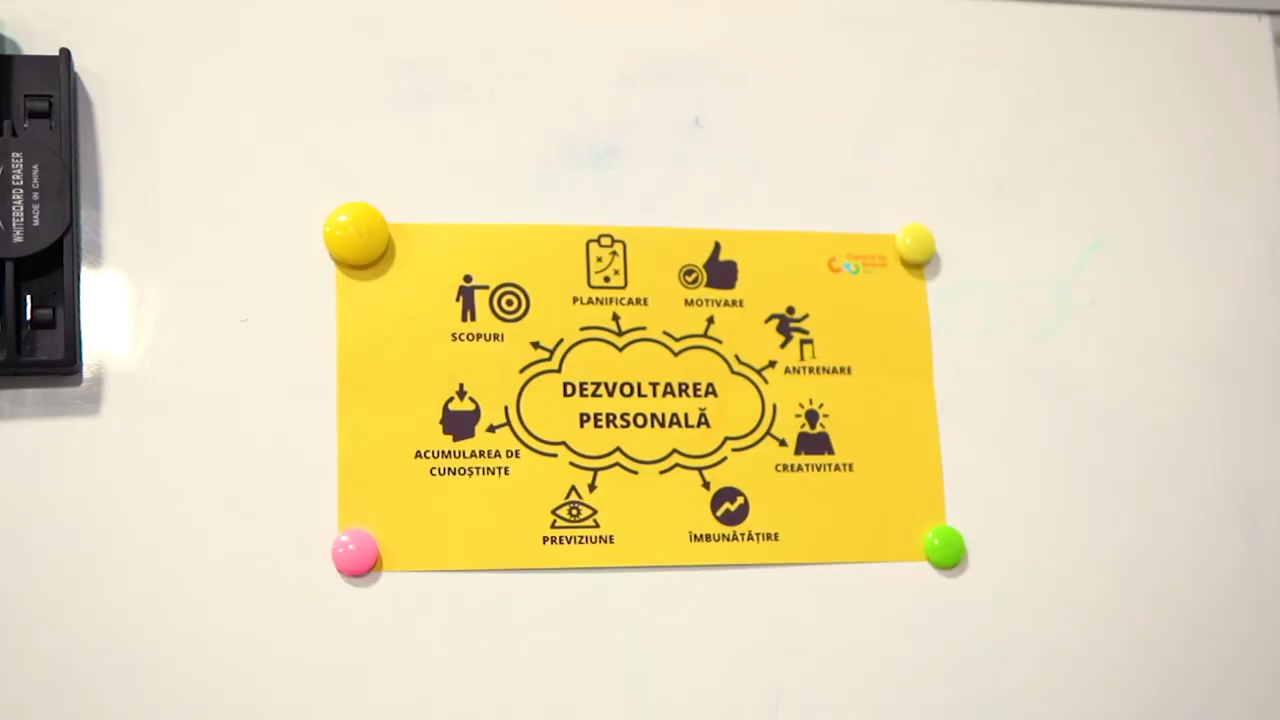 WHITEBOARD ERASER
MADE IN CHINA
PLANIFICARE
MOTIVARE
SCOPURI
ANTRENARE
DEZVOLTAREA
PERSONALĂ
ACUMULAREA DE
CUNOȘTINȚE
CREATIVITATE
PREVIZIUNE
ÎMBUNĂTĂȚIRE